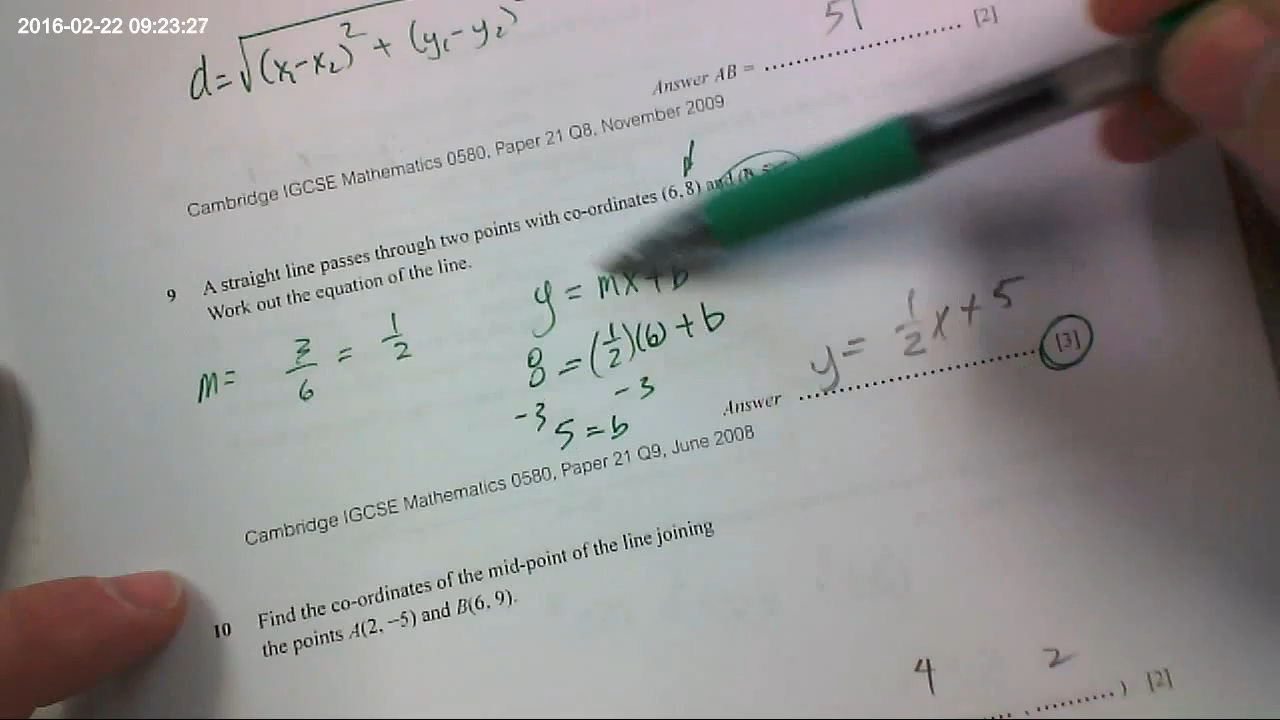 2016-02-22 09:23:27
d=√(x₁-x₂)² + (y₁-y₂)
51
Answer AB = .................... [2]
Cambridge IGCSE Mathematics 0580, Paper 21 Q8, November 2009
9 A straight line passes through two points with co-ordinates (6,8) and
Work out the equation of the line.
m= 3/6 = 1/2
y = mx+b
8 = (1/2)(6) + b
-3 -3
5 = b
y = 1/2 x + 5
Answer .................... [3]
Cambridge IGCSE Mathematics 0580, Paper 21 Q9, June 2008
10 Find the co-ordinates of the mid-point of the line joining
the points A(2, −5) and B(6, 9).
4 2
, ............) [2]